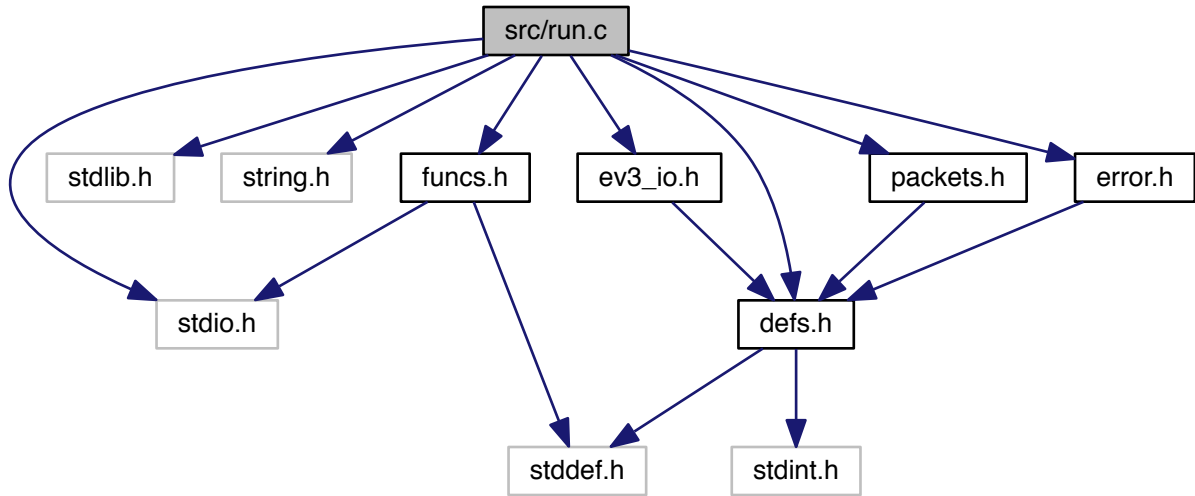 src/run.c
stdlib.h
string.h
funcs.h
ev3_io.h
packets.h
error.h
stdio.h
defs.h
stddef.h
stdint.h